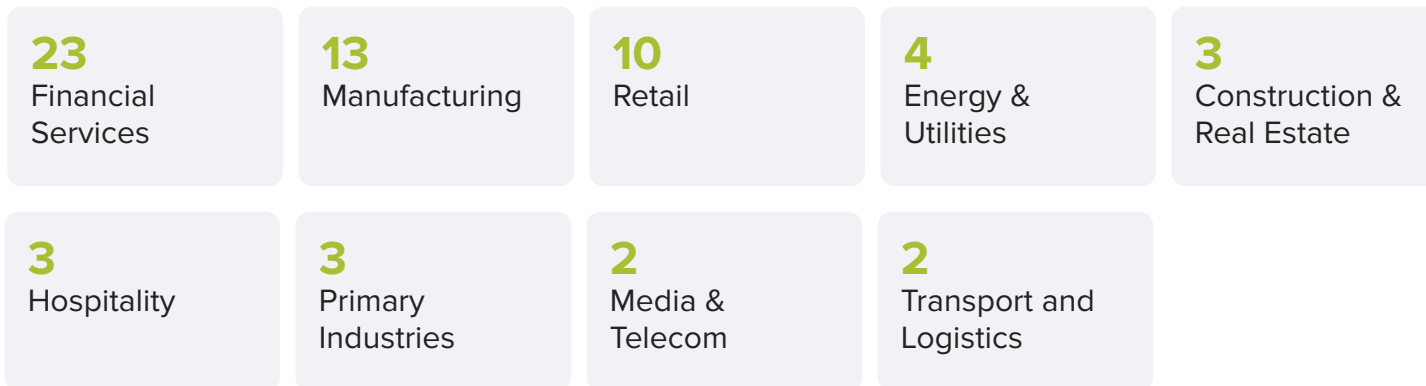 23
Financial
Services
13
Manufacturing
10
Retail
4
Energy &
Utilities
3
Construction &
Real Estate
3
Hospitality
3
Primary
Industries
2
Media &
Telecom
2
Transport and
Logistics